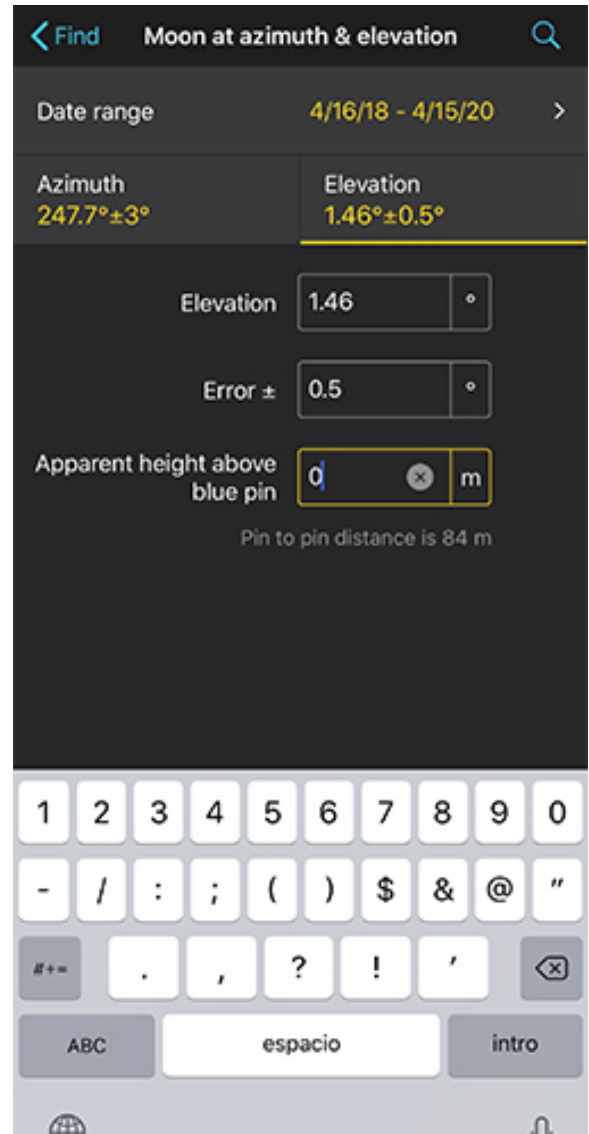 Find Moon at azimuth & elevation
Date range 4/16/18 - 4/15/20
Azimuth Elevation
247.7°±3° 1.46°±0.5°
Elevation 1.46 °
Error ± 0.5 °
Apparent height above
blue pin 0 m
Pin to pin distance is 84 m
1 2 3 4 5 6 7 8 9 0
- / : ; ( ) $ & @ "
#+= . , ? ! '
ABC espacio intro